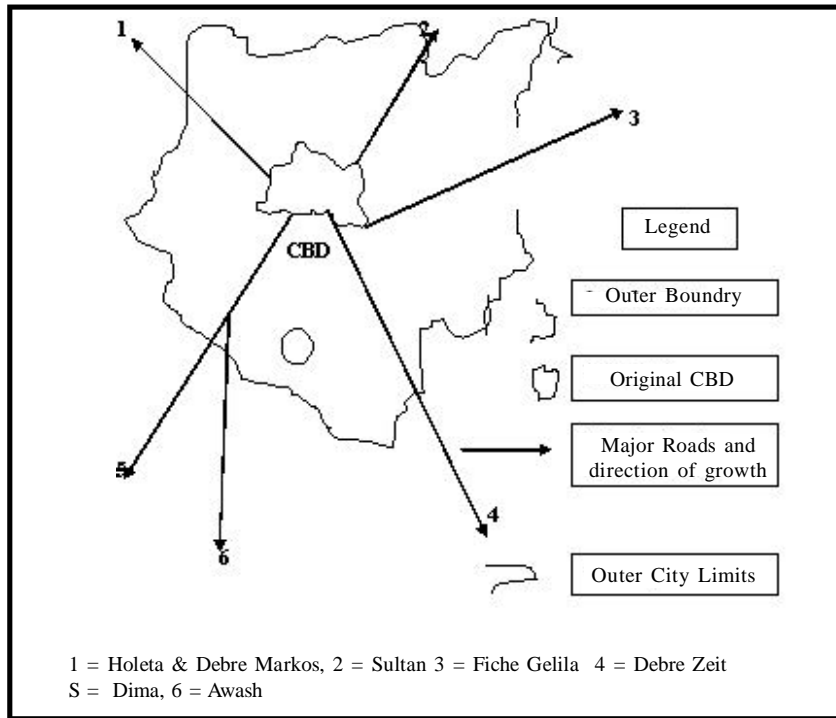 1
2
3
CBD
Legend
Outer Boundry
Original CBD
Major Roads and
direction of growth
5
4
6
Outer City Limits
1 = Holeta & Debre Markos, 2 = Sultan 3 = Fiche Gelila 4 = Debre Zeit
S = Dima, 6 = Awash